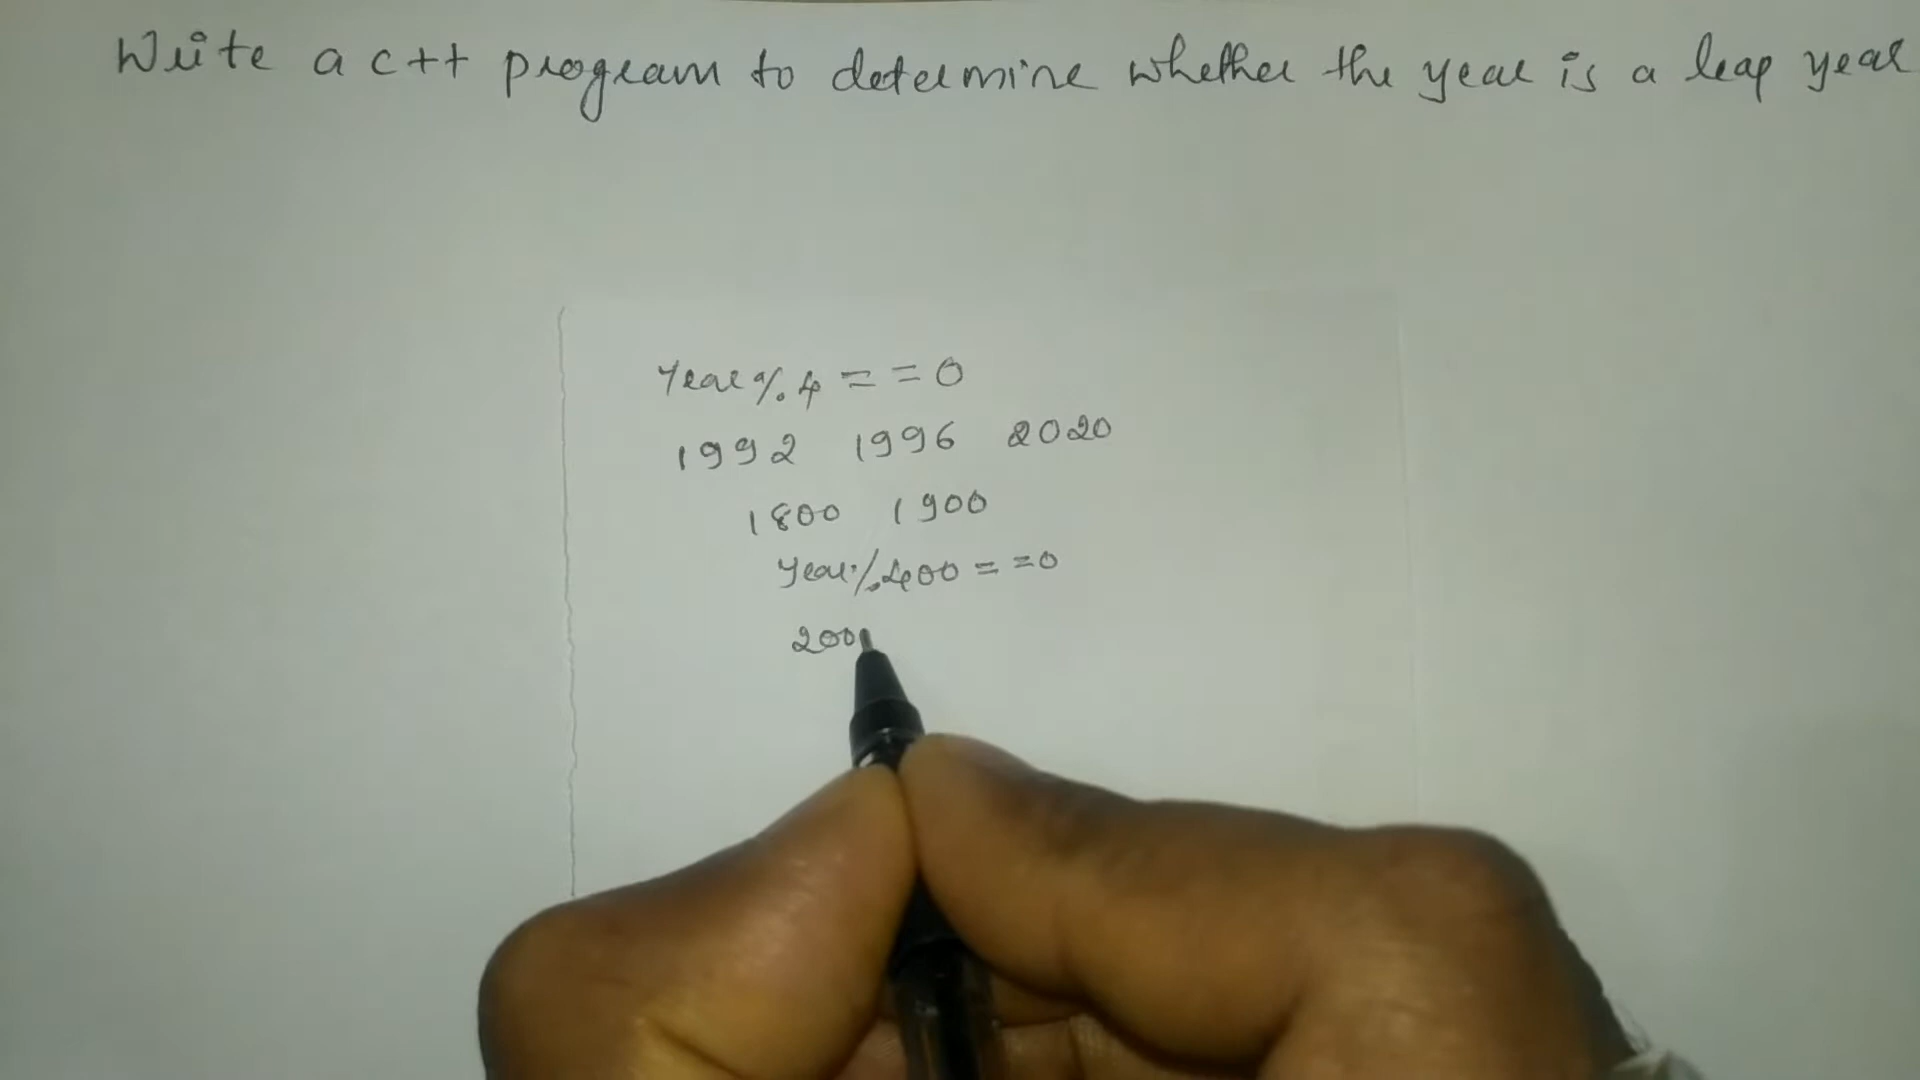 Write a c++ program to determine whether the year is a leap year
Year%4 = = 0
1992 1996 2020
1800 1900
Year%400 = = 0
200